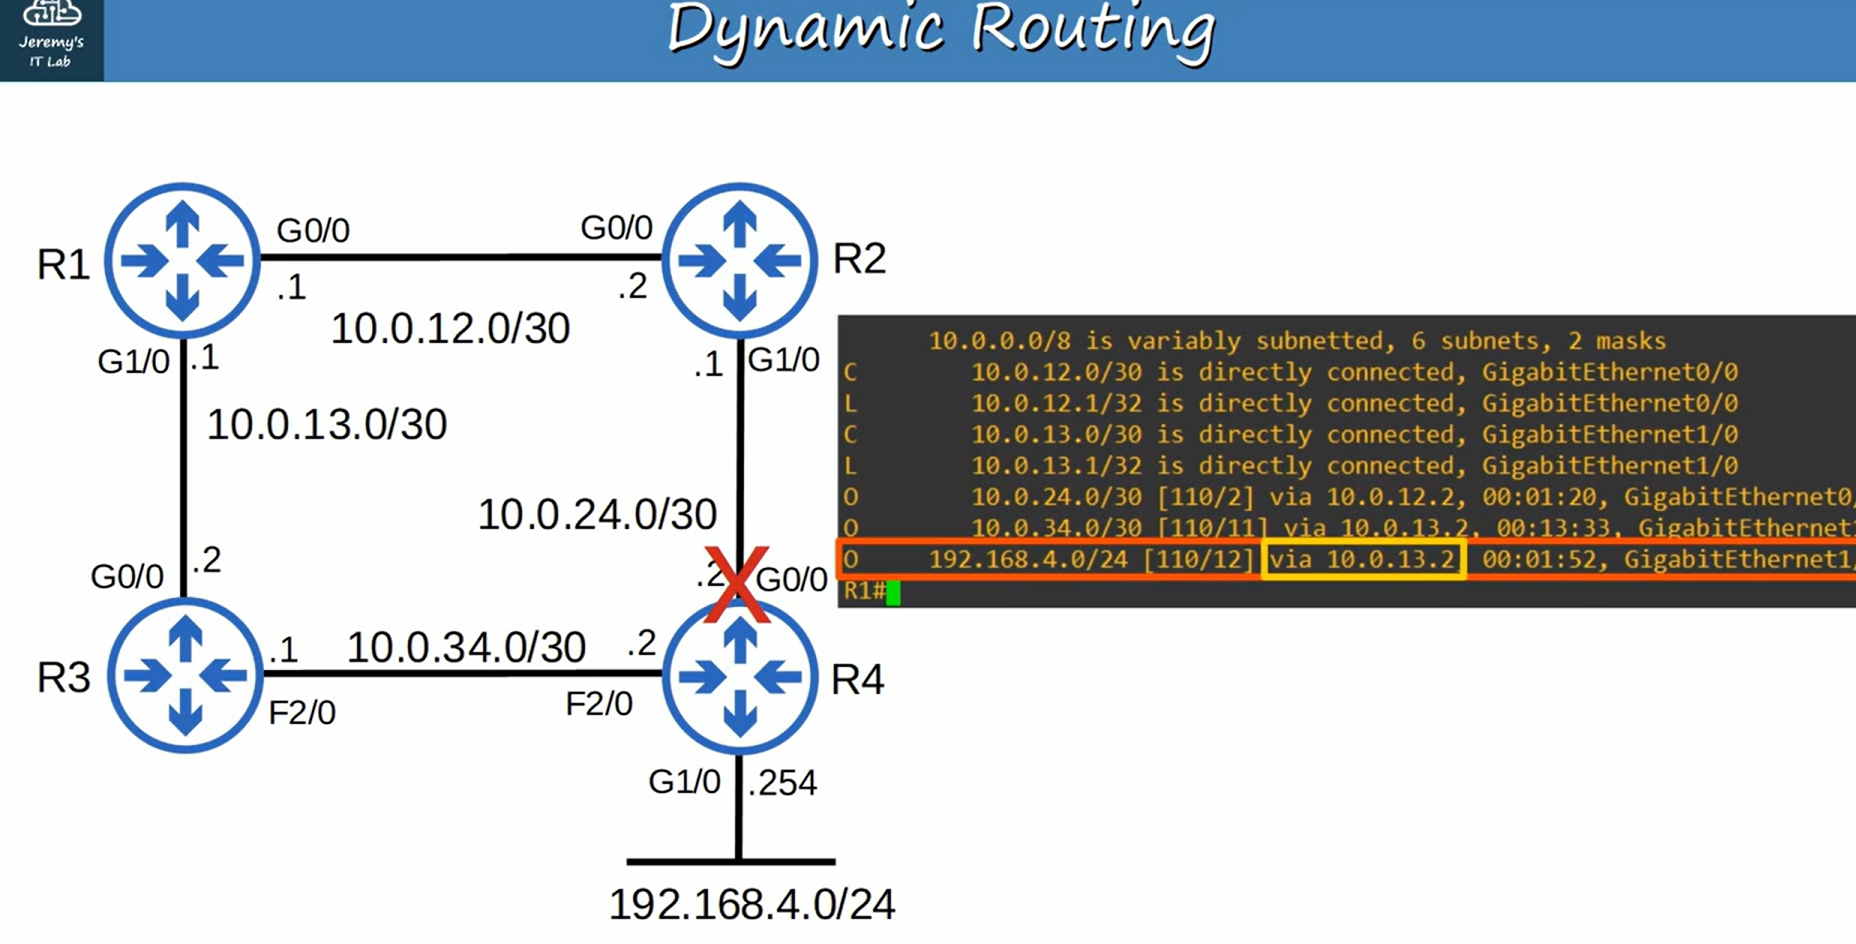 Jeremy's
IT Lab
Dynamic Routing
R1
G0/0
.1
10.0.12.0/30
G0/0
.2
R2
G1/0
.1
10.0.13.0/30
.1
G1/0
10.0.24.0/30
.2
G0/0
X
G0/0
.2
R3
.1
10.0.34.0/30
.2
F2/0
F2/0
R4
G1/0
.254
192.168.4.0/24
10.0.0.0/8 is variably subnetted, 6 subnets, 2 masks
C 10.0.12.0/30 is directly connected, GigabitEthernet0/0
L 10.0.12.1/32 is directly connected, GigabitEthernet0/0
C 10.0.13.0/30 is directly connected, GigabitEthernet1/0
L 10.0.13.1/32 is directly connected, GigabitEthernet1/0
O 10.0.24.0/30 [110/2] via 10.0.12.2, 00:01:20, GigabitEthernet0/
O 10.0.34.0/30 [110/11] via 10.0.13.2, 00:13:33, GigabitEthernet1
O 192.168.4.0/24 [110/12] via 10.0.13.2, 00:01:52, GigabitEthernet1/
R1#